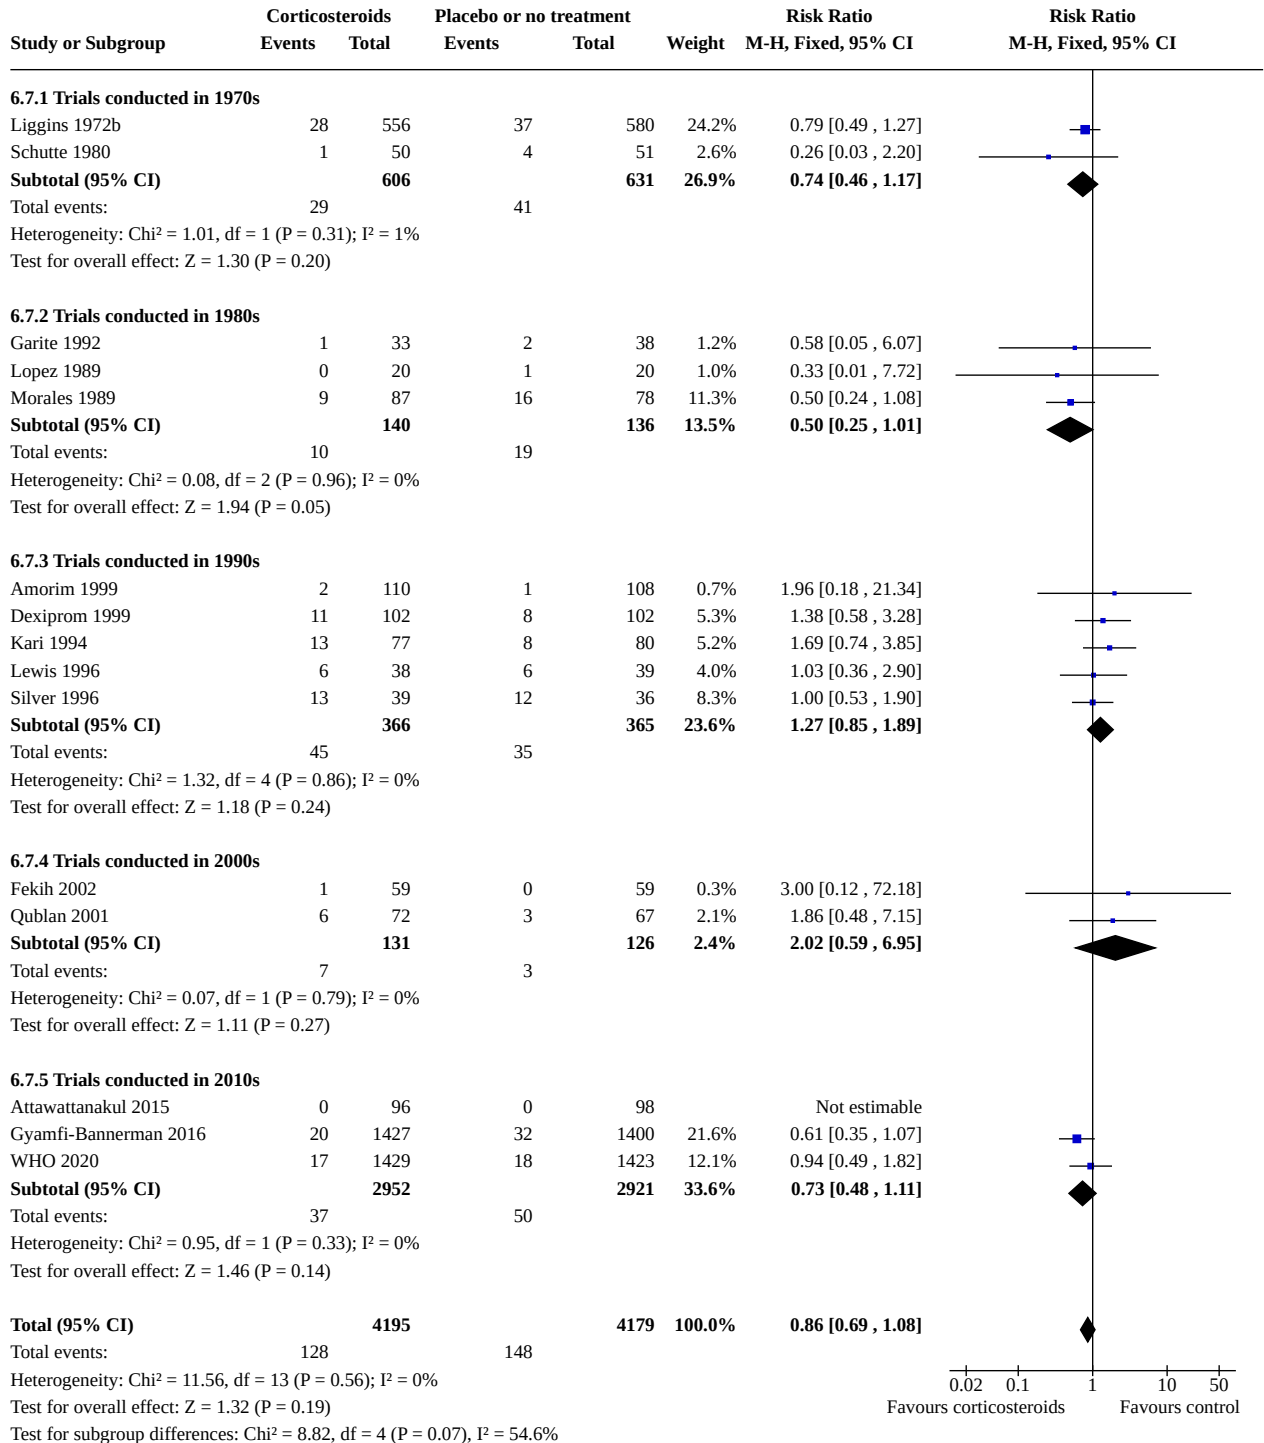 Corticosteroids Placebo or no treatment Risk Ratio Risk Ratio
Study or Subgroup Events Total Events Total Weight M-H, Fixed, 95% CI M-H, Fixed, 95% CI
6.7.1 Trials conducted in 1970s
Liggins 1972b 28 556 37 580 24.2% 0.79 [0.49 , 1.27]
Schutte 1980 1 50 4 51 2.6% 0.26 [0.03 , 2.20]
Subtotal (95% CI) 606 631 26.9% 0.74 [0.46 , 1.17]
Total events: 29 41
Heterogeneity: Chi² = 1.01, df = 1 (P = 0.31); I² = 1%
Test for overall effect: Z = 1.30 (P = 0.20)
6.7.2 Trials conducted in 1980s
Garite 1992 1 33 2 38 1.2% 0.58 [0.05 , 6.07]
Lopez 1989 0 20 1 20 1.0% 0.33 [0.01 , 7.72]
Morales 1989 9 87 16 78 11.3% 0.50 [0.24 , 1.08]
Subtotal (95% CI) 140 136 13.5% 0.50 [0.25 , 1.01]
Total events: 10 19
Heterogeneity: Chi² = 0.08, df = 2 (P = 0.96); I² = 0%
Test for overall effect: Z = 1.94 (P = 0.05)
6.7.3 Trials conducted in 1990s
Amorim 1999 2 110 1 108 0.7% 1.96 [0.18 , 21.34]
Dexiprom 1999 11 102 8 102 5.3% 1.38 [0.58 , 3.28]
Kari 1994 13 77 8 80 5.2% 1.69 [0.74 , 3.85]
Lewis 1996 6 38 6 39 4.0% 1.03 [0.36 , 2.90]
Silver 1996 13 39 12 36 8.3% 1.00 [0.53 , 1.90]
Subtotal (95% CI) 366 365 23.6% 1.27 [0.85 , 1.89]
Total events: 45 35
Heterogeneity: Chi² = 1.32, df = 4 (P = 0.86); I² = 0%
Test for overall effect: Z = 1.18 (P = 0.24)
6.7.4 Trials conducted in 2000s
Fekih 2002 1 59 0 59 0.3% 3.00 [0.12 , 72.18]
Qublan 2001 6 72 3 67 2.1% 1.86 [0.48 , 7.15]
Subtotal (95% CI) 131 126 2.4% 2.02 [0.59 , 6.95]
Total events: 7 3
Heterogeneity: Chi² = 0.07, df = 1 (P = 0.79); I² = 0%
Test for overall effect: Z = 1.11 (P = 0.27)
6.7.5 Trials conducted in 2010s
Attawattanakul 2015 0 96 0 98 Not estimable
Gyamfi-Bannerman 2016 20 1427 32 1400 21.6% 0.61 [0.35 , 1.07]
WHO 2020 17 1429 18 1423 12.1% 0.94 [0.49 , 1.82]
Subtotal (95% CI) 2952 2921 33.6% 0.73 [0.48 , 1.11]
Total events: 37 50
Heterogeneity: Chi² = 0.95, df = 1 (P = 0.33); I² = 0%
Test for overall effect: Z = 1.46 (P = 0.14)
Total (95% CI) 4195 4179 100.0% 0.86 [0.69 , 1.08]
Total events: 128 148
Heterogeneity: Chi² = 11.56, df = 13 (P = 0.56); I² = 0% 0.02 0.1 1 10 50
Test for overall effect: Z = 1.32 (P = 0.19) Favours corticosteroids Favours control
Test for subgroup differences: Chi² = 8.82, df = 4 (P = 0.07), I² = 54.6%